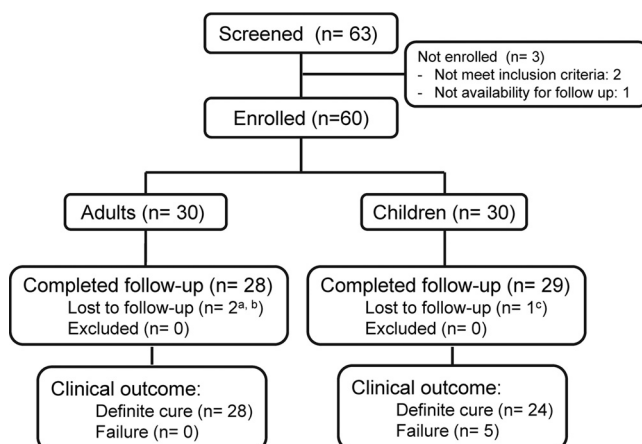 Screened (n= 63)
Not enrolled (n= 3)
- Not meet inclusion criteria: 2
- Not availability for follow up: 1
Enrolled (n=60)
Adults (n= 30)
Children (n= 30)
Completed follow-up (n= 28)
Lost to follow-up (n= 2a, b)
Excluded (n= 0)
Completed follow-up (n= 29)
Lost to follow-up (n= 1c)
Excluded (n= 0)
Clinical outcome:
Definite cure (n= 28)
Failure (n= 0)
Clinical outcome:
Definite cure (n= 24)
Failure (n= 5)